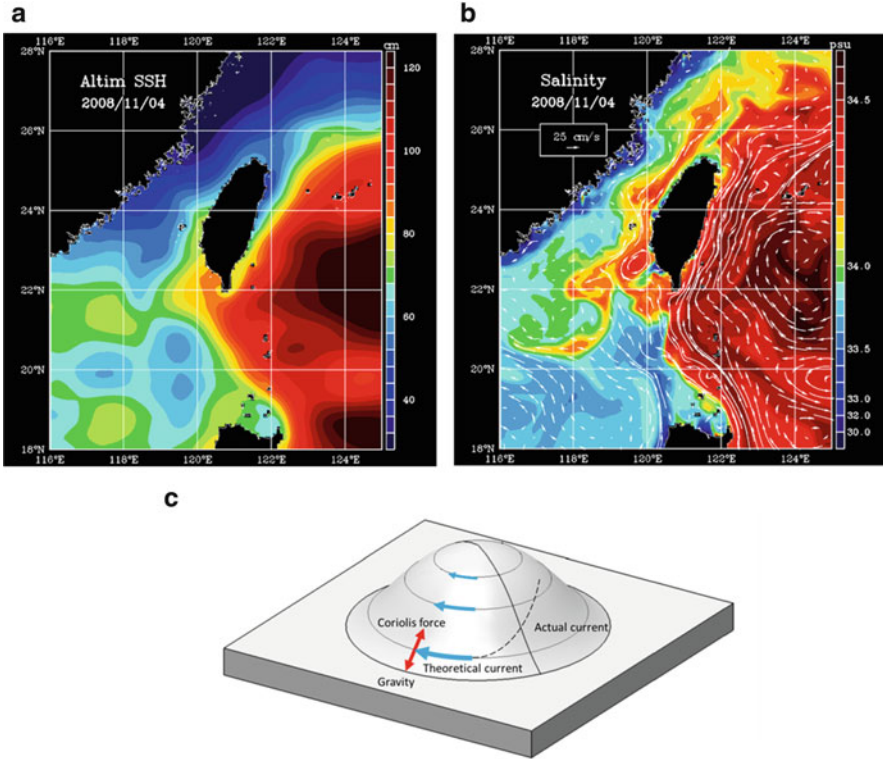 a
116°E 118°E 120°E 122°E 124°E
28°N
cm
Altim SSH
2008/11/04
120
26°N
100
24°N
80
22°N
60
20°N
40
18°N
116°E 118°E 120°E 122°E 124°E
b
116°E 118°E 120°E 122°E 124°E
28°N
psu
Salinity
2008/11/04
34.5
26°N
25 cm/s
24°N
34.0
22°N
20°N
33.5
33.0
32.0
30.0
18°N
116°E 118°E 120°E 122°E 124°E
c
Coriolis force
Actual current
Theoretical current
Gravity